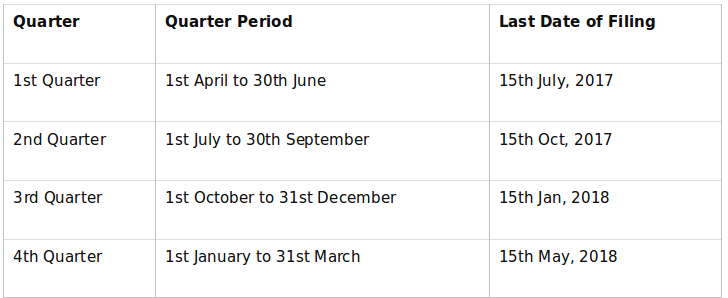 Quarter Quarter Period Last Date of Filing
1st Quarter 1st April to 30th June 15th July, 2017
2nd Quarter 1st July to 30th September 15th Oct, 2017
3rd Quarter 1st October to 31st December 15th Jan, 2018
4th Quarter 1st January to 31st March 15th May, 2018